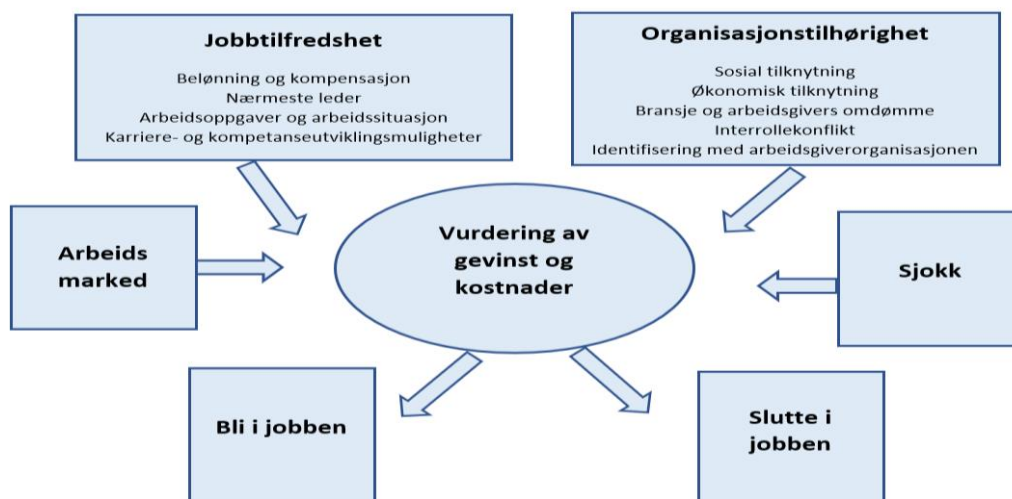 Jobbtilfredshet
Belønning og kompensasjon
Nærmeste leder
Arbeidsoppgaver og arbeidssituasjon
Karriere- og kompetanseutviklingsmuligheter
Organisasjonstilhørighet
Sosial tilknytning
Økonomisk tilknytning
Bransje og arbeidsgivers omdømme
Interrollekonflikt
Identifisering med arbeidsgiverorganisasjonen
Arbeids
marked
Vurdering av
gevinst og
kostnader
Sjokk
Bli i jobben
Slutte i
jobben